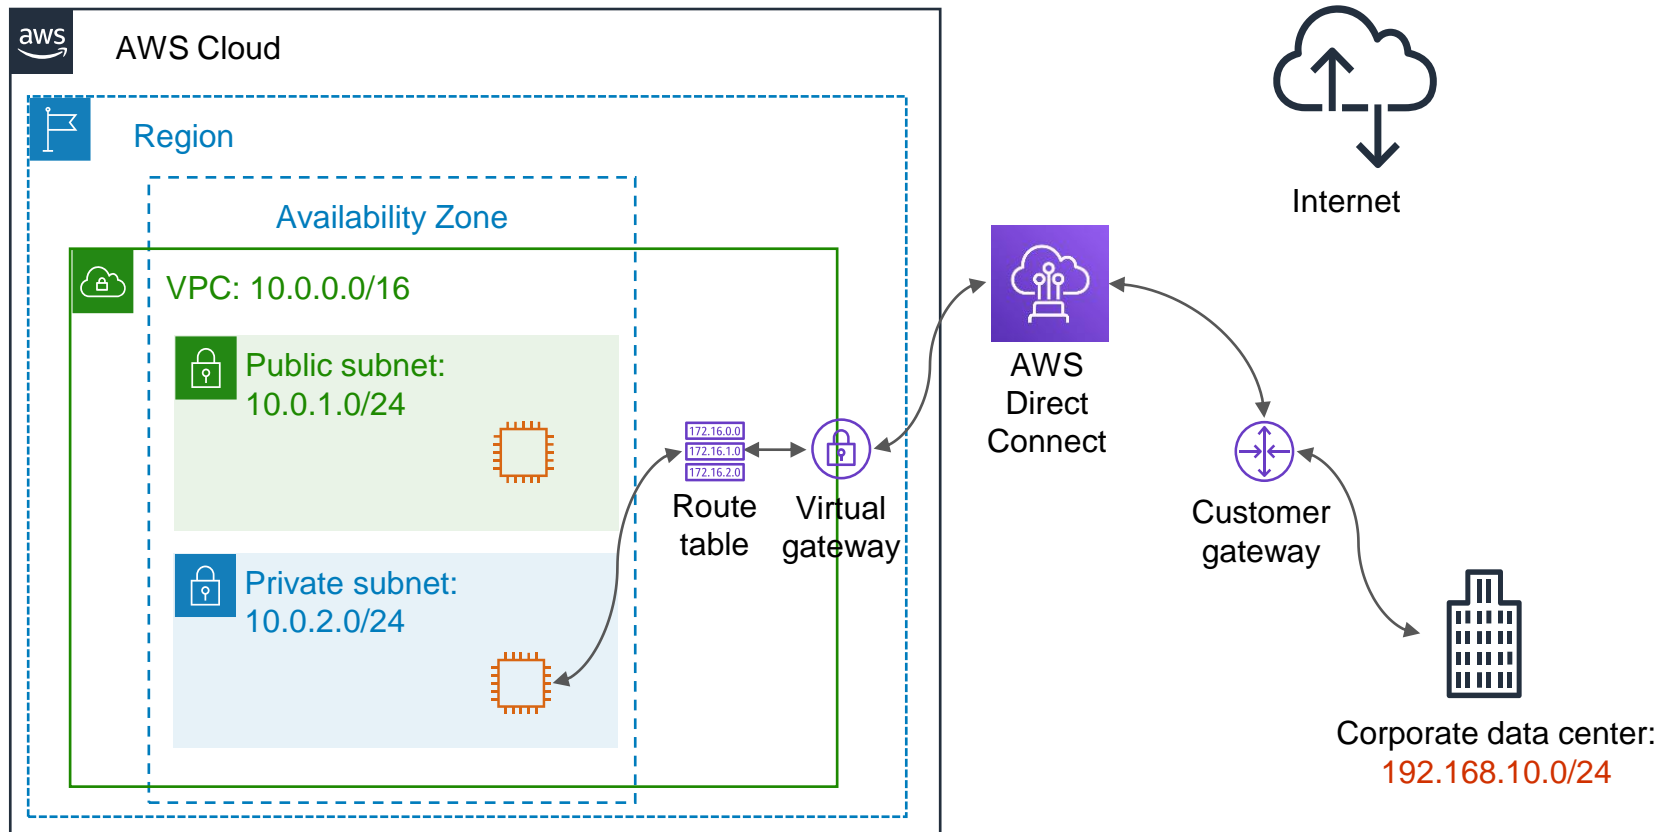 aws
AWS Cloud
Region
Availability Zone
VPC: 10.0.0.0/16
Public subnet:
10.0.1.0/24
172.16.0.0
172.16.1.0
172.16.2.0
Route
table
Virtual
gateway
Private subnet:
10.0.2.0/24
Internet
AWS
Direct
Connect
Customer
gateway
Corporate data center:
192.168.10.0/24